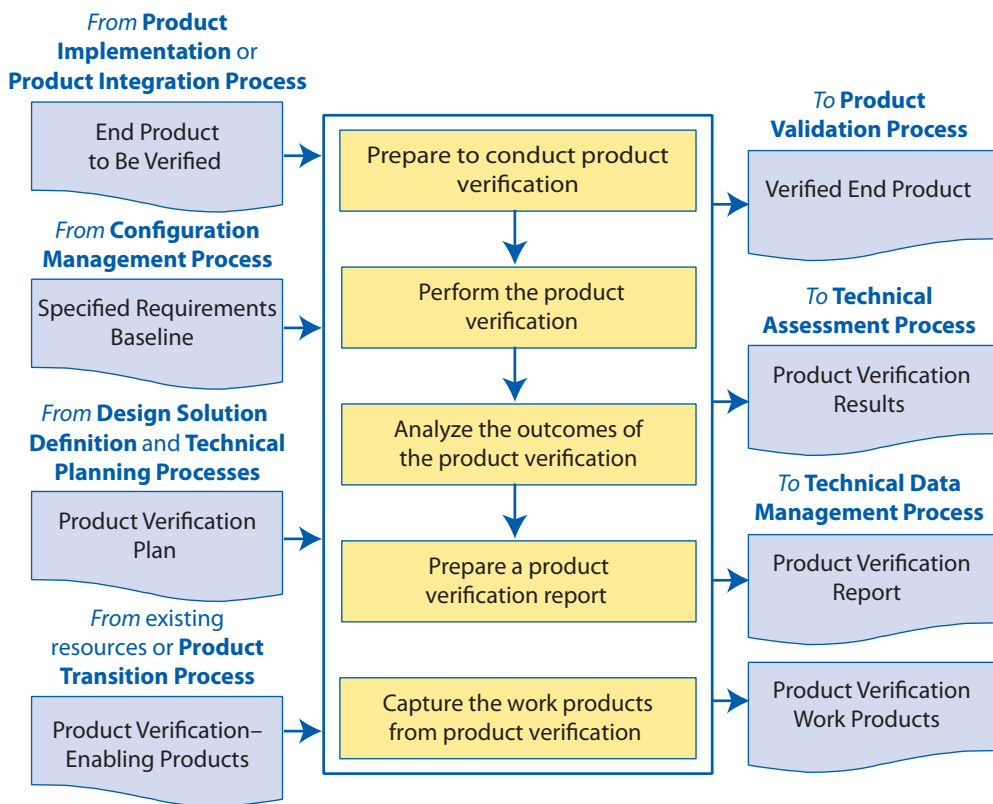 From Product
Implementation or
Product Integration Process
End Product
to Be Verified
From Configuration
Management Process
Specified Requirements
Baseline
From Design Solution
Definition and Technical
Planning Processes
Product Verification
Plan
From existing
resources or Product
Transition Process
Product Verification–
Enabling Products
Prepare to conduct product
verification
Perform the product
verification
Analyze the outcomes of
the product verification
Prepare a product
verification report
Capture the work products
from product verification
To Product
Validation Process
Verified End Product
To Technical
Assessment Process
Product Verification
Results
To Technical Data
Management Process
Product Verification
Report
Product Verification
Work Products